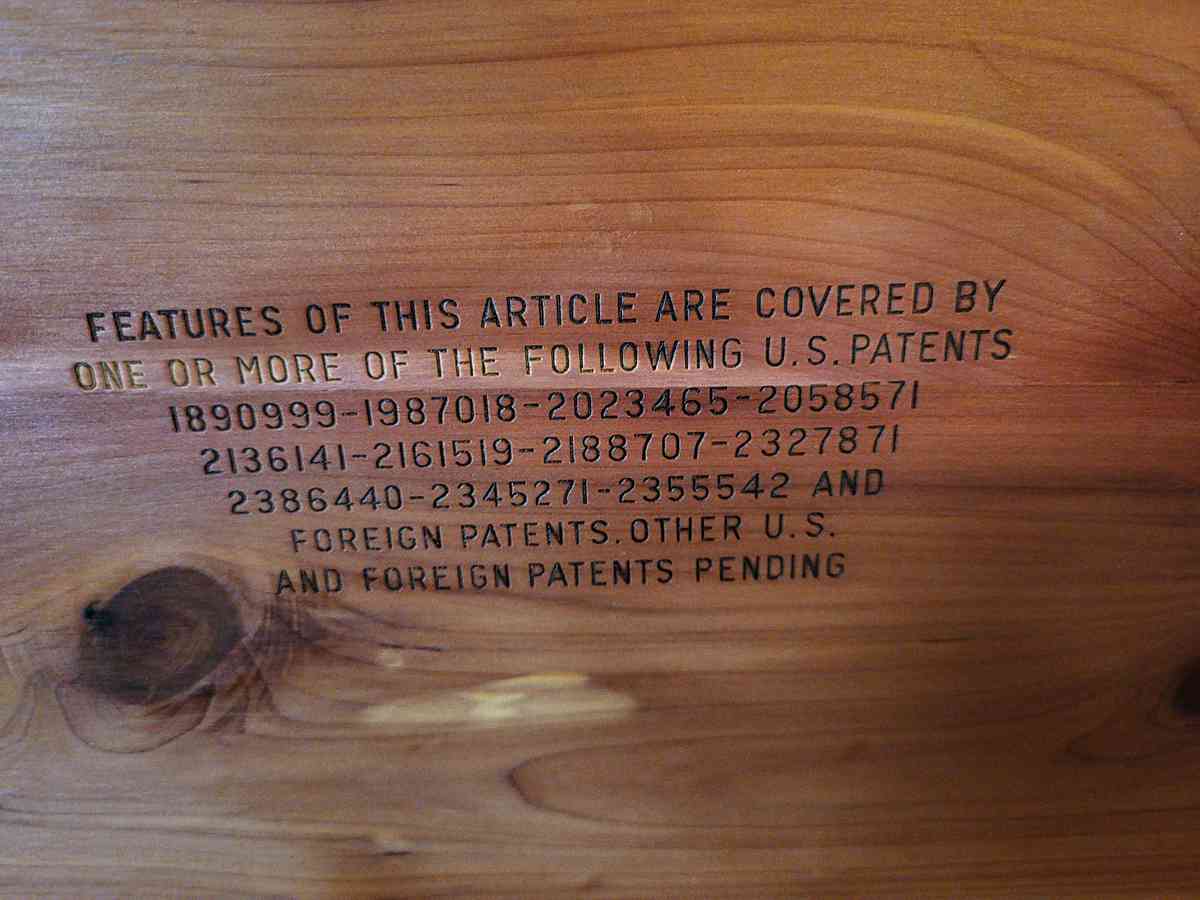 FEATURES OF THIS ARTICLE ARE COVERED BY
ONE OR MORE OF THE FOLLOWING U.S. PATENTS
1890999-1987018-2023465-2058571
2136141-2161519-2188707-2327871
2386440-2345271-2355542 AND
FOREIGN PATENTS. OTHER U.S.
AND FOREIGN PATENTS PENDING